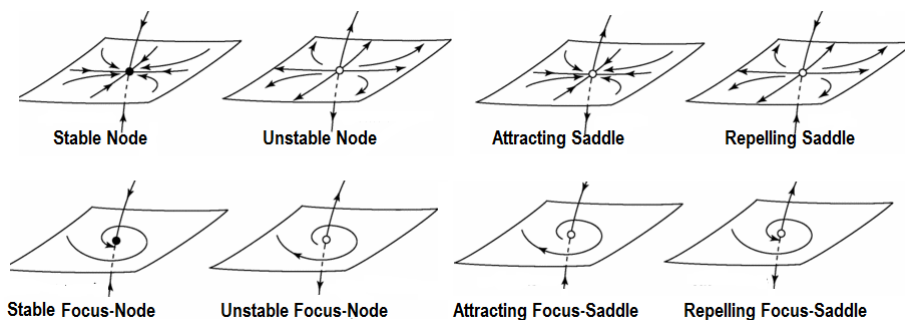 Stable Node
Unstable Node
Attracting Saddle
Repelling Saddle
Stable Focus-Node
Unstable Focus-Node
Attracting Focus-Saddle
Repelling Focus-Saddle